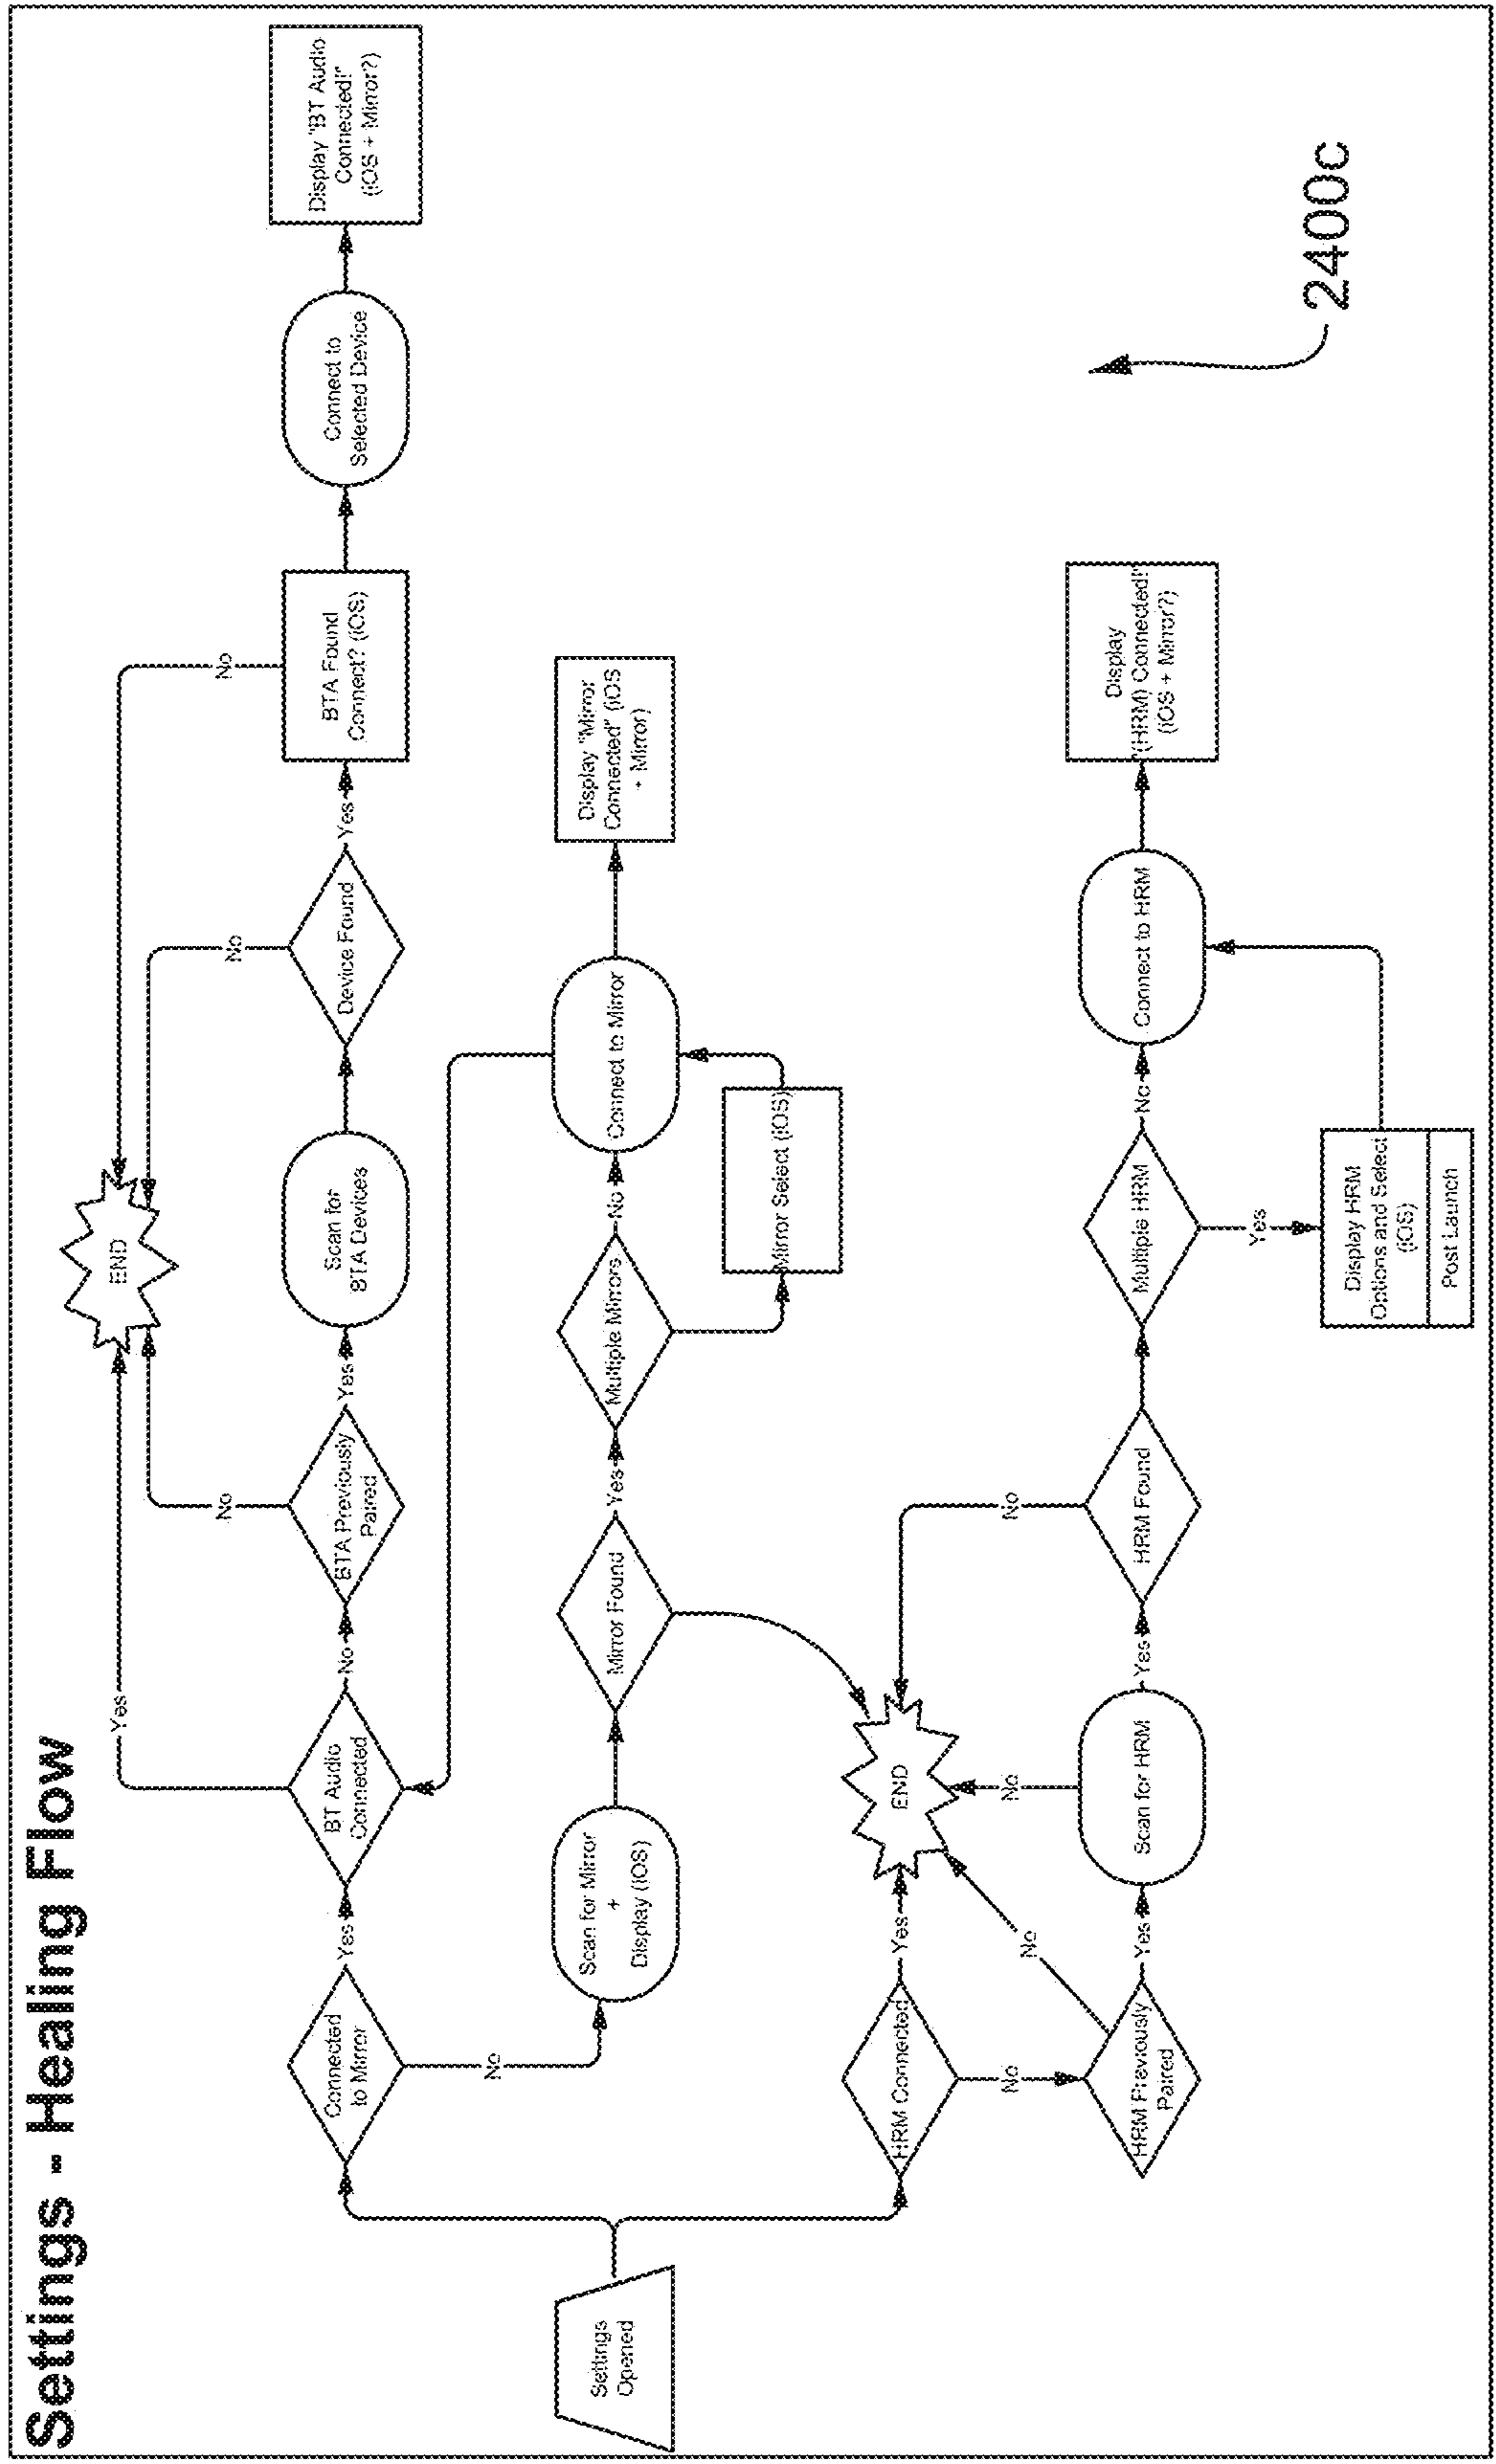 Settings - Healing Flow
Settings
Opened
Connected
to Mirror
Yes
No
BT Audio
Connected
Yes
No
BTA Previously
Paired
No
Yes
Scan for
BTA Devices
END
Device Found
No
Yes
BTA Found
Connect? (iOS)
No
Connect to
Selected Device
Display "BT Audio
Connected!"
(iOS + Mirror?)
Scan for Mirror
+
Display (iOS)
Mirror Found
Yes
Multiple Mirrors
No
Mirror Select (iOS)
Connect to Mirror
Display "Mirror
Connected" (iOS
+ Mirror)
HRM Connected
Yes
No
END
HRM Previously
Paired
No
Yes
Scan for HRM
No
Yes
HRM Found
No
Multiple HRM
No
Yes
Display HRM
Options and Select
(iOS)
Post Launch
Connect to HRM
Display
"(HRM) Connected!"
(iOS + Mirror?)
2400c